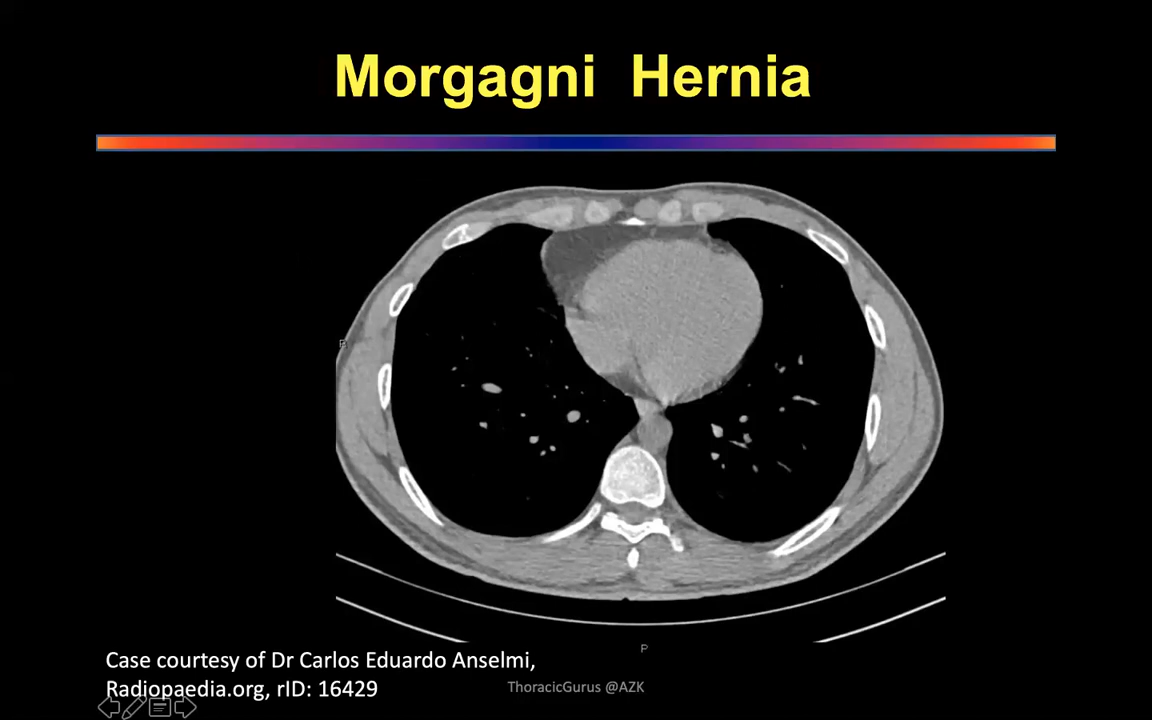 Morgagni Hernia
P
Case courtesy of Dr Carlos Eduardo Anselmi,
Radiopaedia.org, rID: 16429
ThoracicGurus @AZK